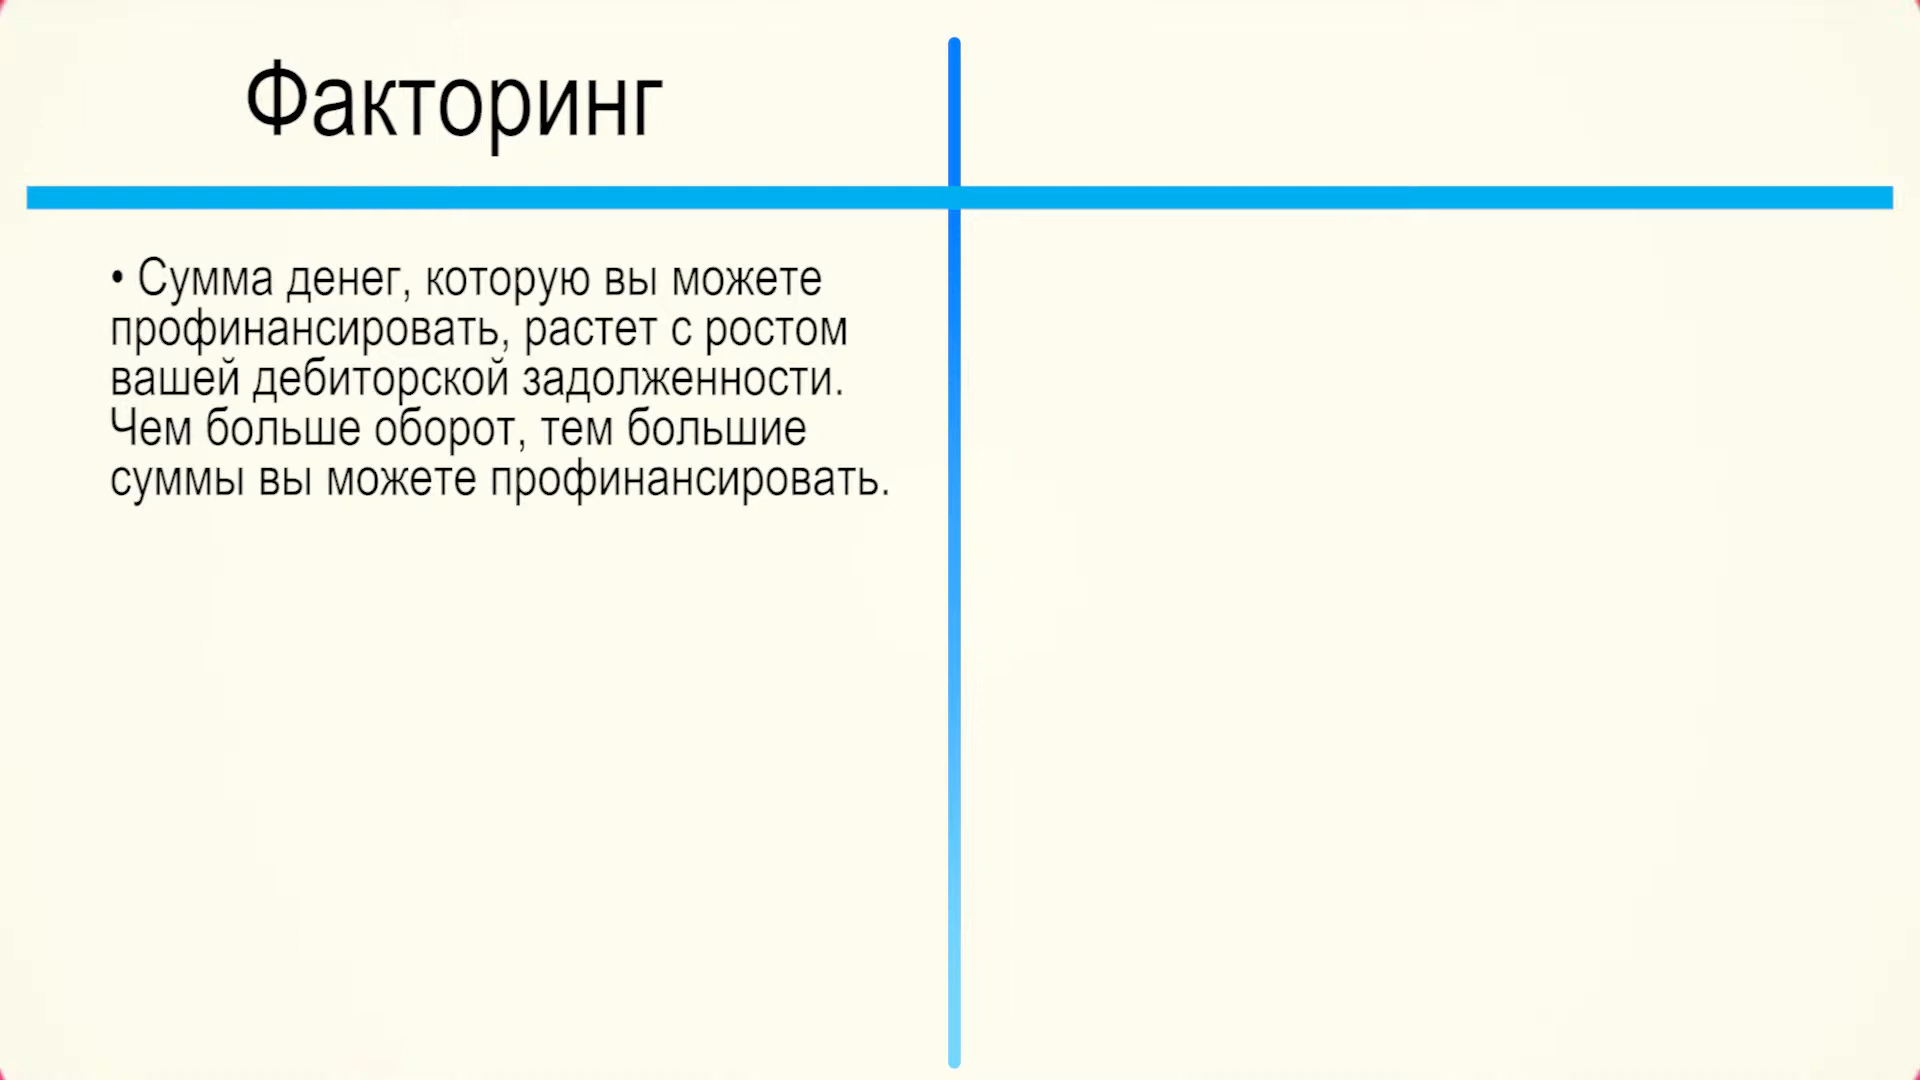 Факторинг
• Сумма денег, которую вы можете
профинансировать, растет с ростом
вашей дебиторской задолженности.
Чем больше оборот, тем большие
суммы вы можете профинансировать.